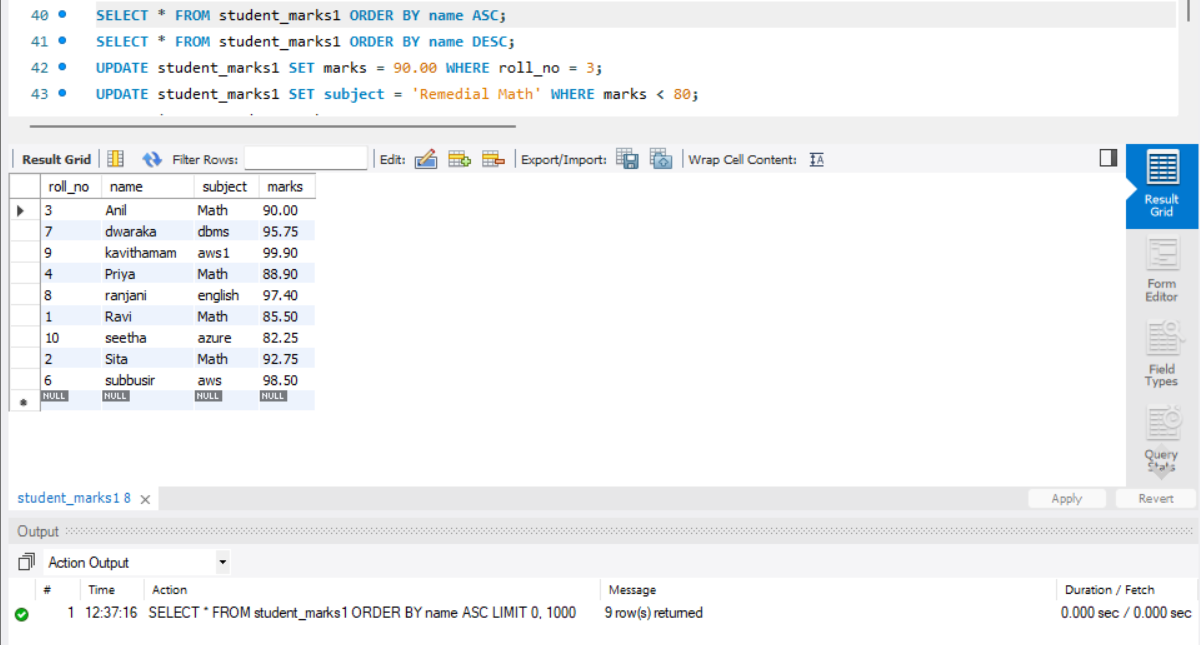 40 SELECT * FROM student_marks1 ORDER BY name ASC;
41 SELECT * FROM student_marks1 ORDER BY name DESC;
42 UPDATE student_marks1 SET marks = 90.00 WHERE roll_no = 3;
43 UPDATE student_marks1 SET subject = 'Remedial Math' WHERE marks < 80;
Result Grid Filter Rows: Edit: Export/Import: Wrap Cell Content: IA
roll_no name subject marks
3 Anil Math 90.00
7 dwaraka dbms 95.75
9 kavithamam aws1 99.90
4 Priya Math 88.90
8 ranjani english 97.40
1 Ravi Math 85.50
10 seetha azure 82.25
2 Sita Math 92.75
6 subbusir aws 98.50
NULL NULL NULL NULL
Result
Grid
Form
Editor
Field
Types
Query
Stats
student_marks1 8
Apply Revert
Output
Action Output
# Time Action Message Duration / Fetch
1 12:37:16 SELECT * FROM student_marks1 ORDER BY name ASC LIMIT 0, 1000 9 row(s) returned 0.000 sec / 0.000 sec